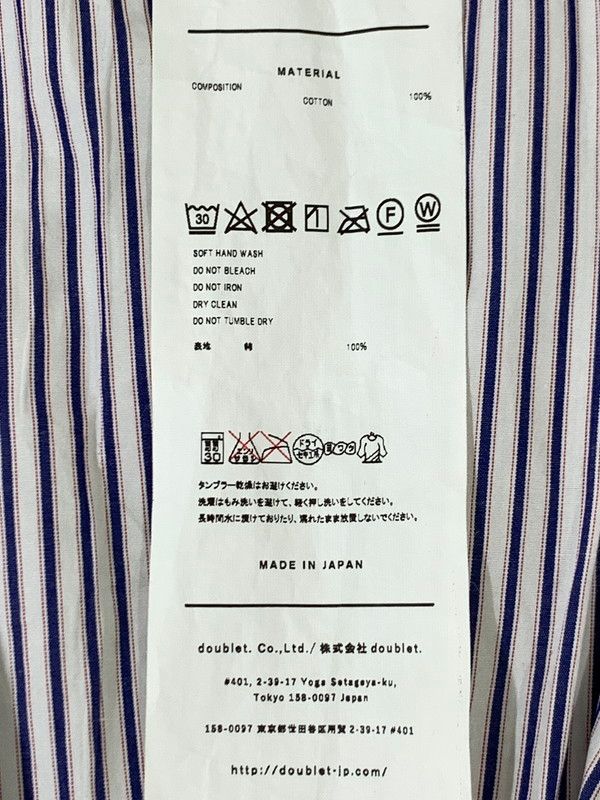 MATERIAL
COMPOSITION
COTTON 100%
30 F W
SOFT HAND WASH
DO NOT BLEACH
DO NOT IRON
DRY CLEAN
DO NOT TUMBLE DRY
表地 綿 100%
30 ドライ
タンブラー乾燥はお避けください。
洗濯はもみ洗いを避けて、軽く押し洗いをしてください。
長時間水に漬けておりたり、濡れたまま放置しないでください。
MADE IN JAPAN
doublet. Co.,Ltd./ 株式会社 doublet.
#401, 2-39-17 Yoga Setagaya-ku,
Tokyo 158-0097 Japan
158-0097 東京都世田谷区用賀 2-39-17 #401
http://doublet-jp.com/